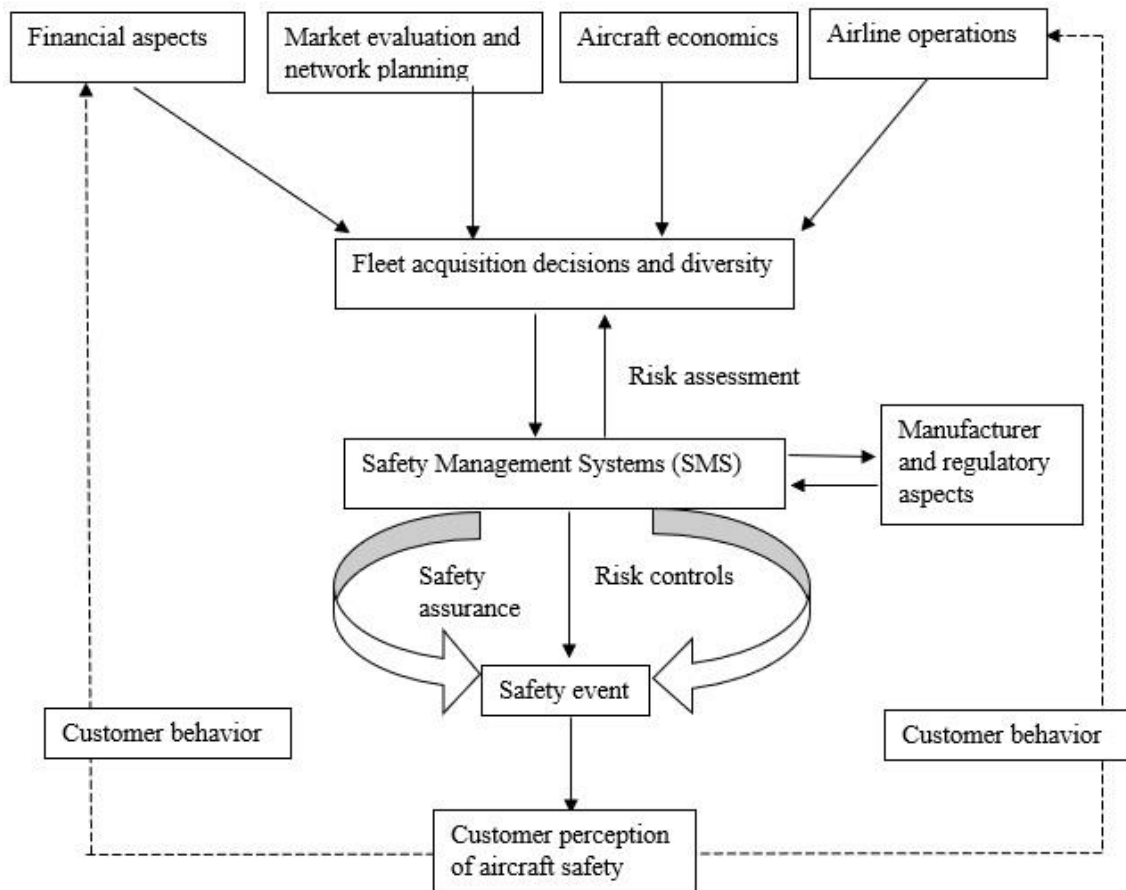 Financial aspects
Market evaluation and
network planning
Aircraft economics
Airline operations
Fleet acquisition decisions and diversity
Risk assessment
Safety Management Systems (SMS)
Manufacturer
and regulatory
aspects
Safety
assurance
Risk controls
Safety event
Customer behavior
Customer behavior
Customer perception
of aircraft safety